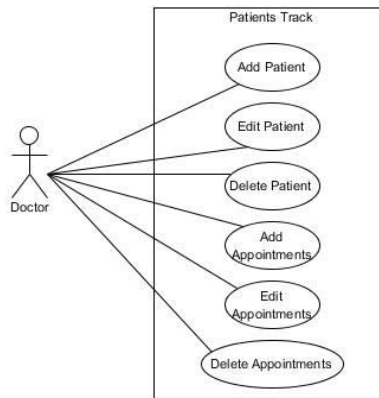 Patients Track
Add Patient
Edit Patient
Delete Patient
Doctor
Add
Appointments
Edit
Appointments
Delete Appointments